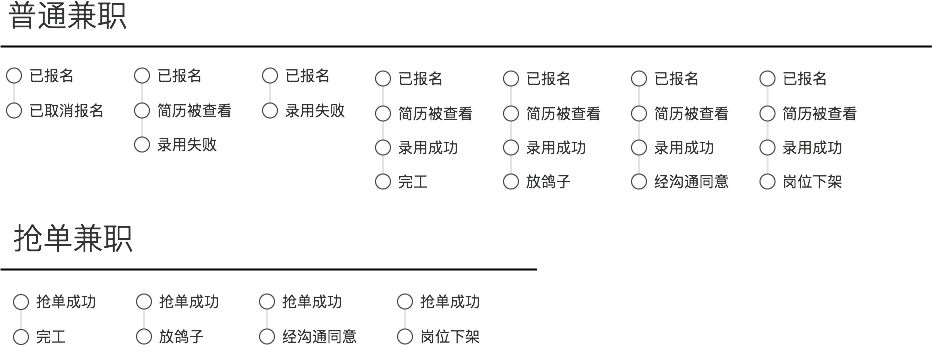 普通兼职
已报名
已取消报名
已报名
简历被查看
录用失败
已报名
录用失败
已报名
简历被查看
录用成功
完工
已报名
简历被查看
录用成功
放鸽子
已报名
简历被查看
录用成功
经沟通同意
已报名
简历被查看
录用成功
岗位下架
抢单兼职
抢单成功
完工
抢单成功
放鸽子
抢单成功
经沟通同意
抢单成功
岗位下架